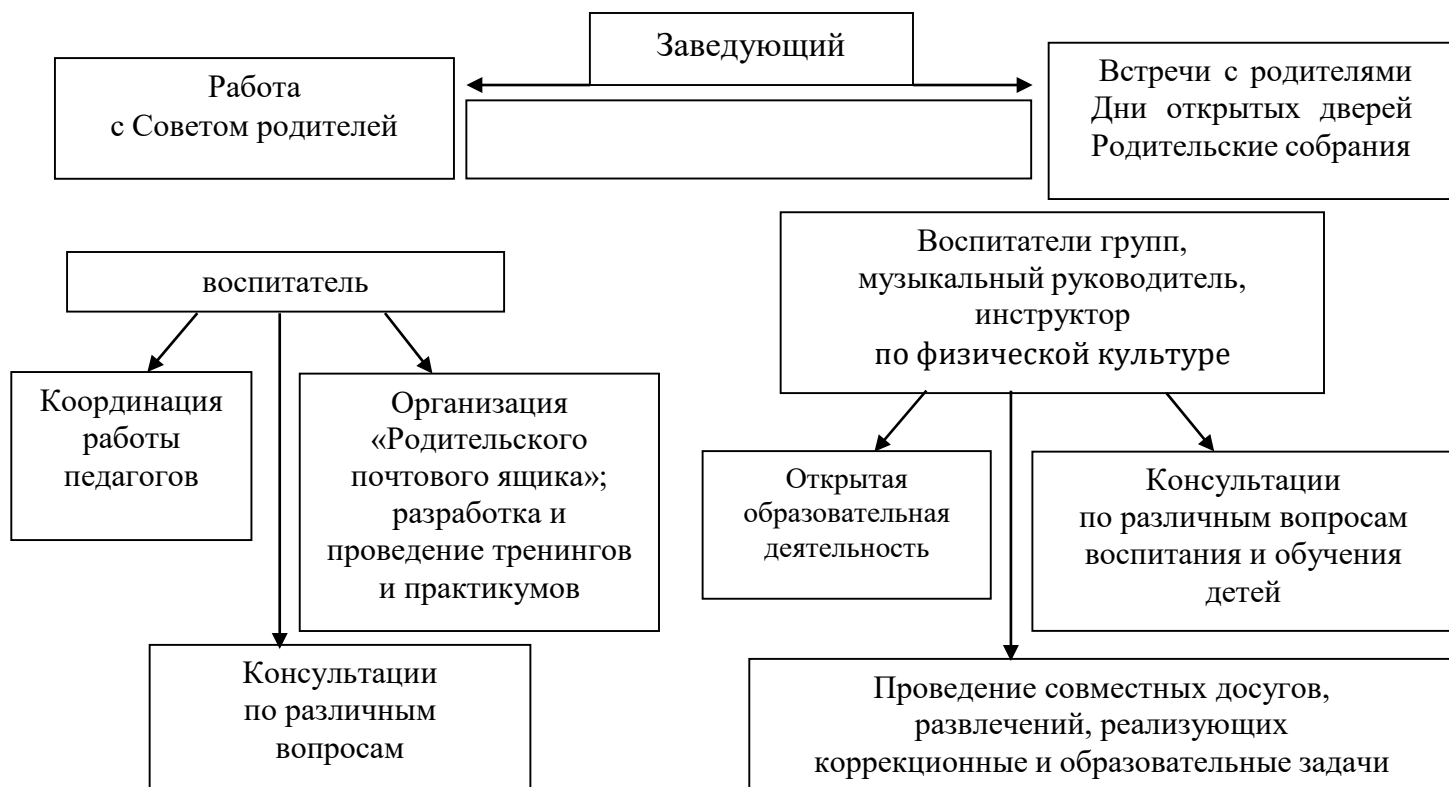 Заведующий
Работа
с Советом родителей
Встречи с родителями
Дни открытых дверей
Родительские собрания
воспитатель
Воспитатели групп,
музыкальный руководитель,
инструктор
по физической культуре
Координация
работы
педагогов
Организация
«Родительского
почтового ящика»;
разработка и
проведение тренингов
и практикумов
Открытая
образовательная
деятельность
Консультации
по различным вопросам
воспитания и обучения
детей
Консультации
по различным
вопросам
Проведение совместных досугов,
развлечений, реализующих
коррекционные и образовательные задачи